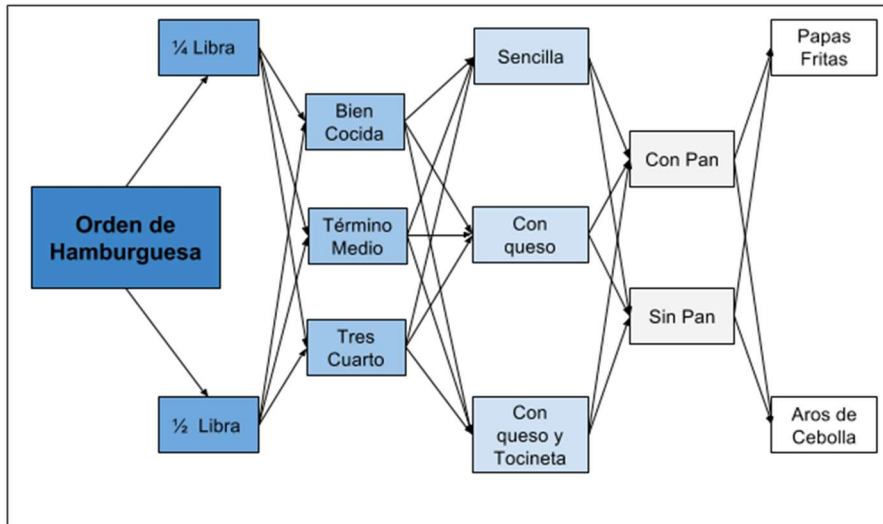 Orden de
Hamburguesa
¼ Libra
½ Libra
Bien
Cocida
Término
Medio
Tres
Cuarto
Sencilla
Con
queso
Con
queso y
Tocineta
Con Pan
Sin Pan
Papas
Fritas
Aros de
Cebolla